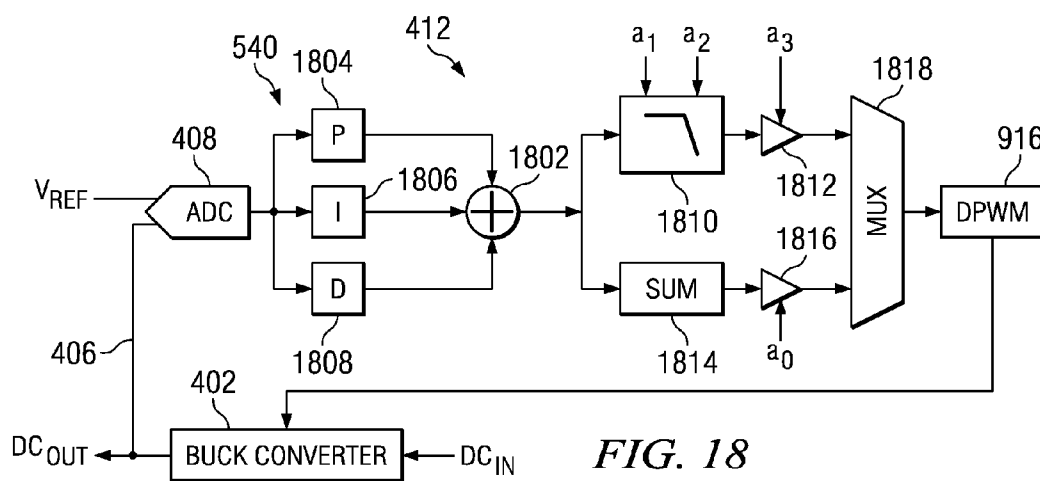 412
a1 a2 a3
540
1804
1818
408
P
916
1806
1802
VREF
ADC
I
1812
MUX
DPWM
1810
1816
D
SUM
406
1808
1814
a0
402
DCOUT
BUCK CONVERTER
DCIN
FIG. 18